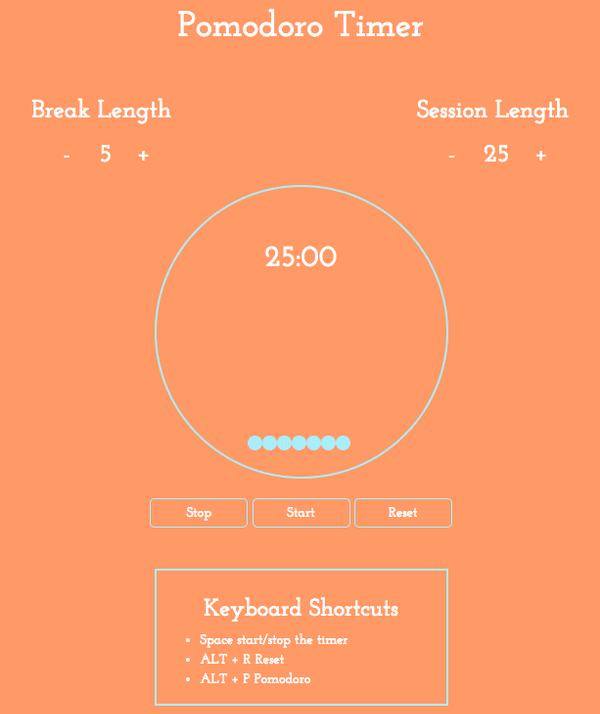 Pomodoro Timer
Break Length
- 5 +
Session Length
- 25 +
25:00
Stop Start Reset
Keyboard Shortcuts
• Space start/stop the timer
• ALT + R Reset
• ALT + P Pomodoro